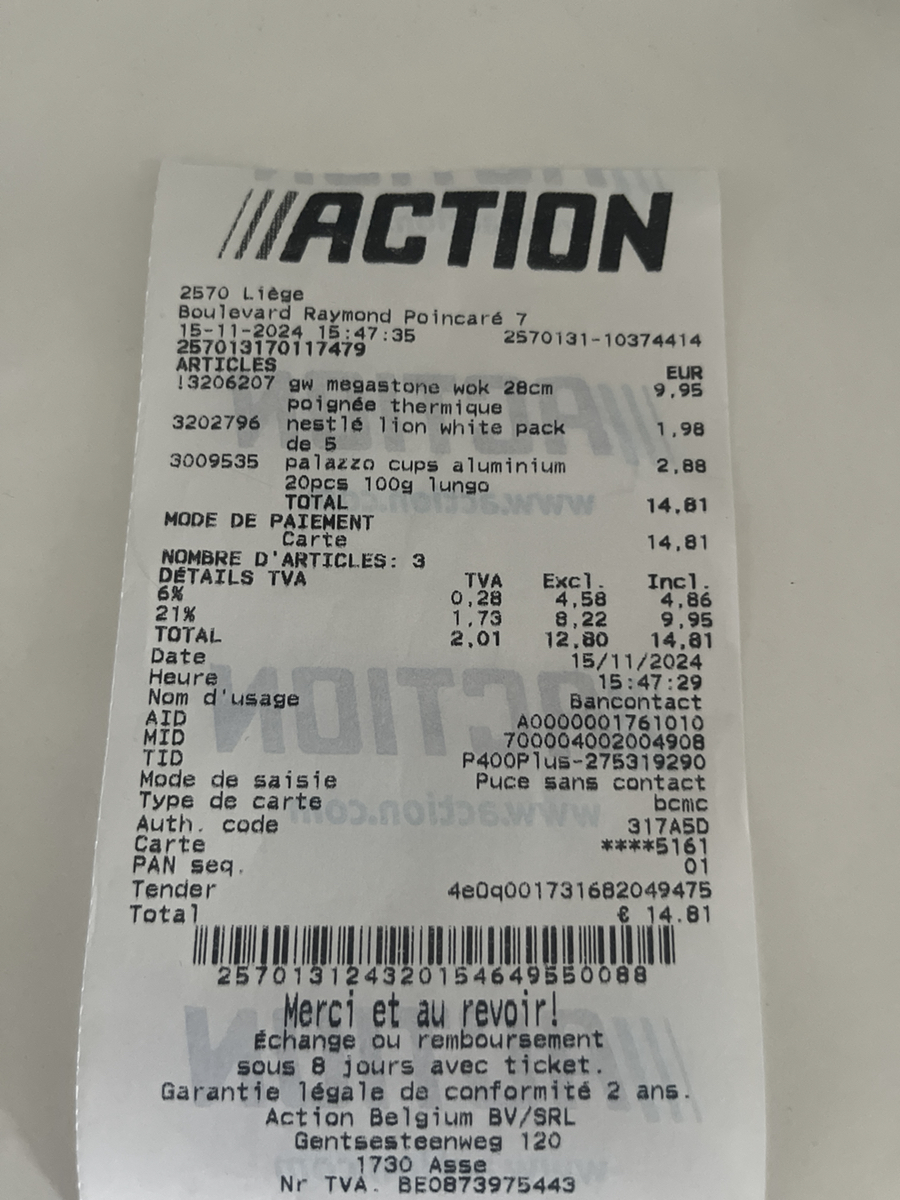 ///ACTION
2570 Liège
Boulevard Raymond Poincaré 7
15-11-2024 15:47:35 2570131-10374414
257013170117479
ARTICLES EUR
!3206207 gw megastone wok 28cm 9,95
poignée thermique
3202796 nestlé lion white pack 1,98
de 5
3009535 palazzo cups aluminium 2,88
20pcs 100g lungo
TOTAL 14,81
MODE DE PAIEMENT
Carte 14,81
NOMBRE D'ARTICLES: 3
DÉTAILS TVA TVA Excl. Incl.
6% 0,28 4,58 4,86
21% 1,73 8,22 9,95
TOTAL 2,01 12,80 14,81
Date 15/11/2024
Heure 15:47:29
Nom d'usage Bancontact
AID A0000001761010
MID 700004002004908
TID P400Plus-275319290
Mode de saisie Puce sans contact
Type de carte bcmc
Auth. code 317A5D
Carte ****5161
PAN seq. 01
Tender 4e0q001731682049475
Total € 14.81
2570131243201546495​50088
Merci et au revoir!
Échange ou remboursement
sous 8 jours avec ticket.
Garantie légale de conformité 2 ans.
Action Belgium BV/SRL
Gentsesteenweg 120
1730 Asse
Nr TVA. BE0873975443